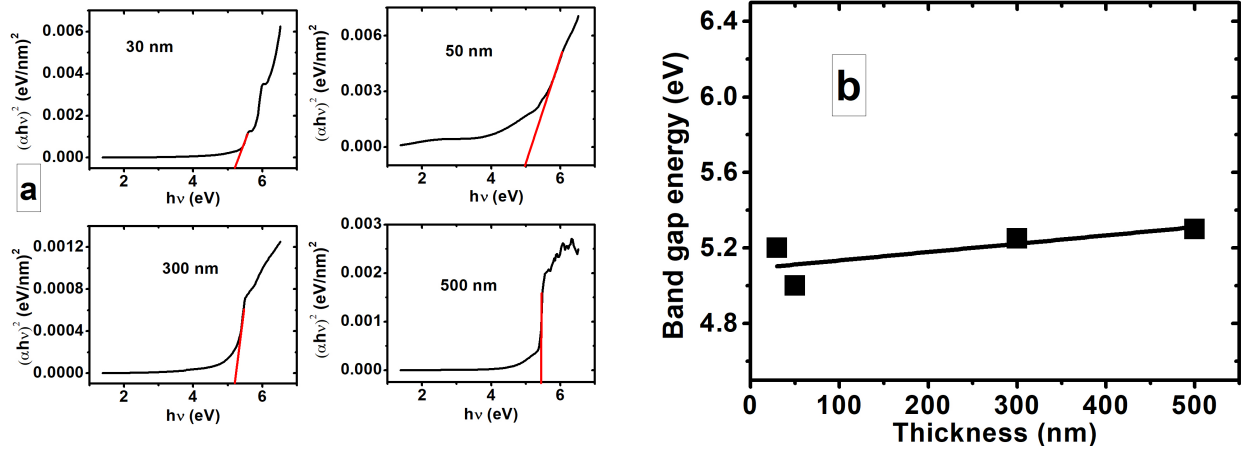 a
30 nm
(αhν)² (eV/nm)²
0.006
0.004
0.002
0.000
2 4 6
hν (eV)
50 nm
(αhν)² (eV/nm)²
0.006
0.003
0.000
2 4 6
hν (eV)
300 nm
(αhν)² (eV/nm)²
0.0012
0.0008
0.0004
0.0000
2 4 6
hν (eV)
500 nm
(αhν)² (eV/nm)²
0.003
0.002
0.001
0.000
2 4 6
hν (eV)
b
Band gap energy (eV)
6.4
6.0
5.6
5.2
4.8
0 100 200 300 400 500
Thickness (nm)